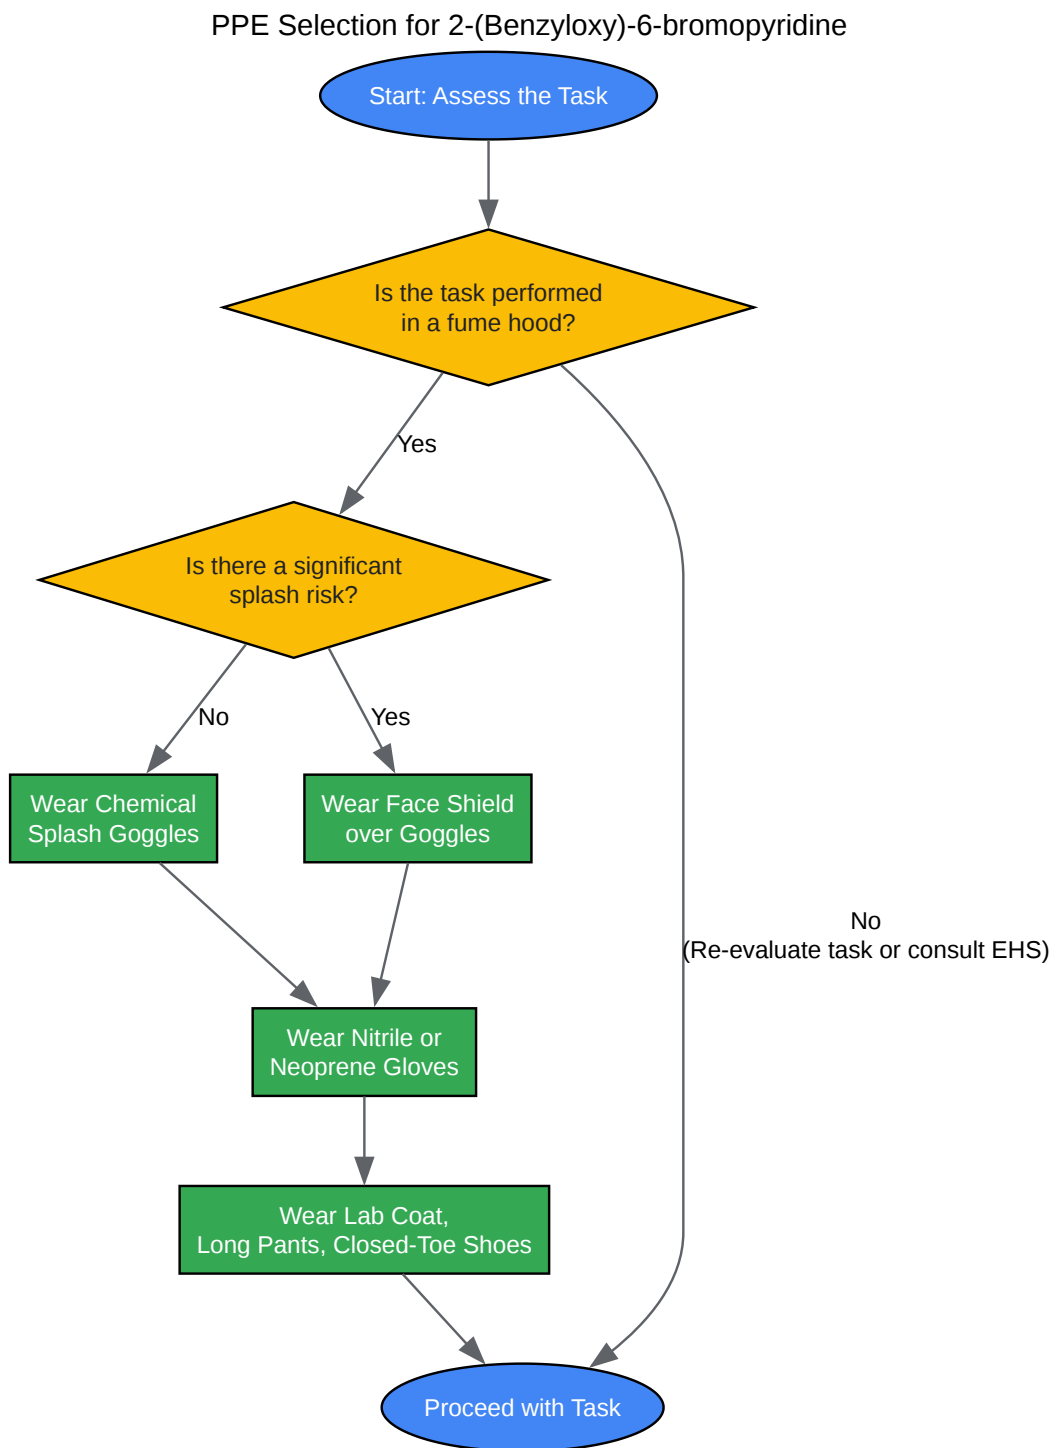 PPE Selection for 2-(Benzyloxy)-6-bromopyridine
Start: Assess the Task
Is the task performed
in a fume hood?
Yes
Is there a significant
splash risk?
No
Yes
Wear Chemical
Splash Goggles
Wear Face Shield
over Goggles
No
(Re-evaluate task or consult EHS)
Wear Nitrile or
Neoprene Gloves
Wear Lab Coat,
Long Pants, Closed-Toe Shoes
Proceed with Task